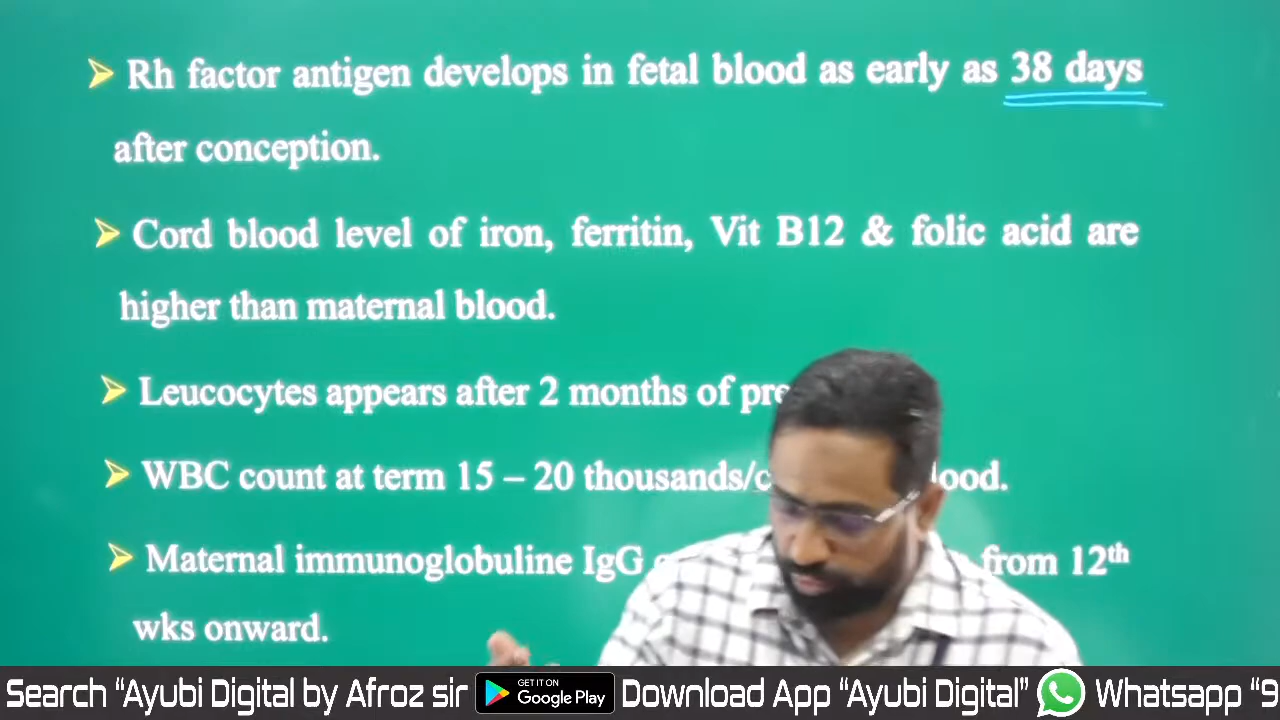 Rh factor antigen develops in fetal blood as early as 38 days
after conception.
Cord blood level of iron, ferritin, Vit B12 & folic acid are
higher than maternal blood.
Leucocytes appears after 2 months of
WBC count at term 15 – 20 thousands/
Maternal immunoglobuline IgG from 12th
wks onward.
Search “Ayubi Digital by Afroz sir GET IT ON Google Play Download App “Ayubi Digital” Whatsapp “9